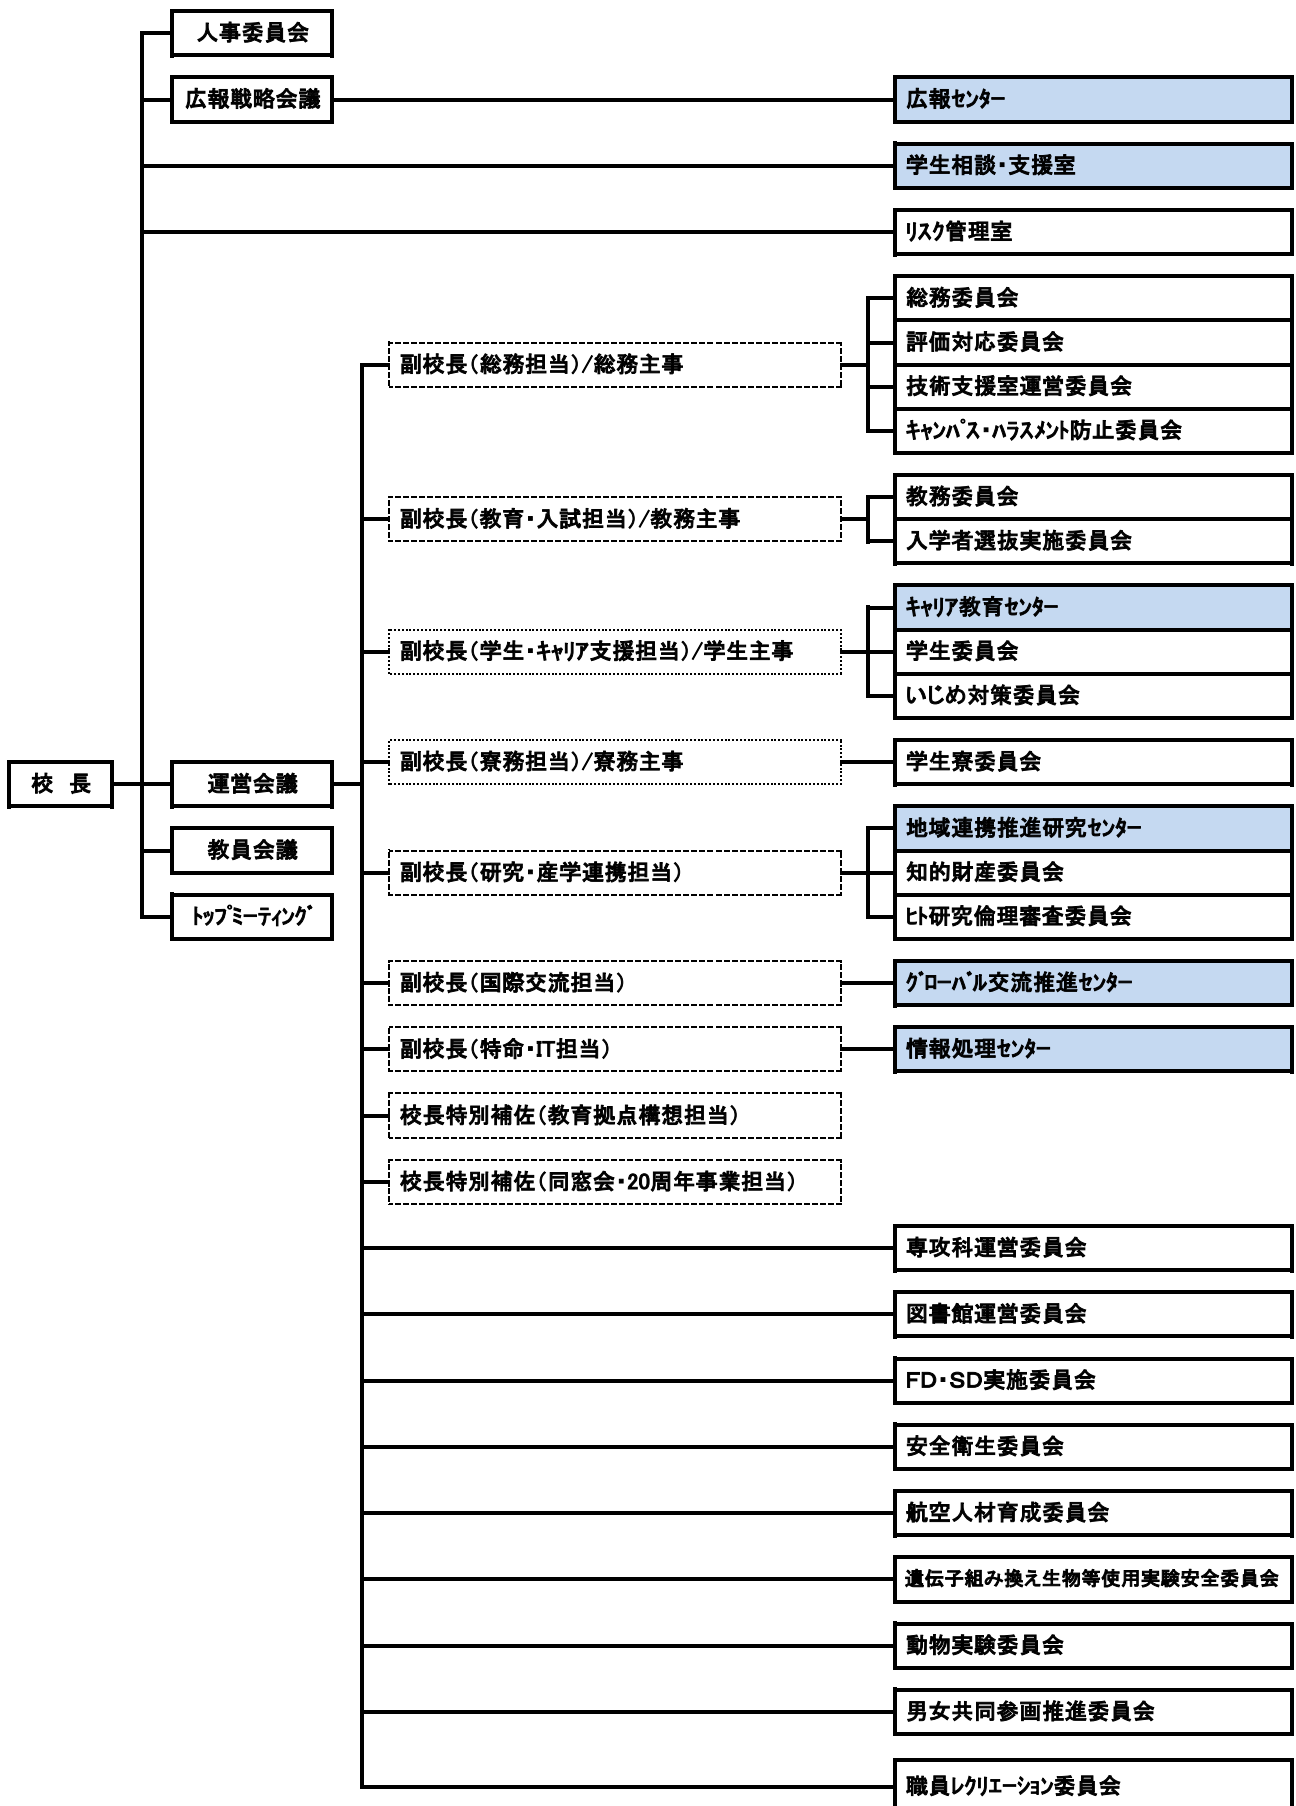 人事委員会
広報戦略会議
広報ｾﾝﾀｰ
学生相談・支援室
ﾘｽｸ管理室
総務委員会
評価対応委員会
副校長（総務担当）/総務主事
技術支援室運営委員会
ｷｬﾝﾊﾟｽ・ﾊﾗｽﾒﾝﾄ防止委員会
教務委員会
副校長（教育・入試担当）/教務主事
入学者選抜実施委員会
ｷｬﾘｱ教育ｾﾝﾀｰ
副校長（学生・ｷｬﾘｱ支援担当）/学生主事
学生委員会
いじめ対策委員会
副校長（寮務担当）/寮務主事
学生寮委員会
校　長
運営会議
地域連携推進研究ｾﾝﾀｰ
教員会議
副校長（研究・産学連携担当）
知的財産委員会
ﾄｯﾌﾟﾐｰﾃｨﾝｸﾞ
ﾋﾄ研究倫理審査委員会
副校長（国際交流担当）
ｸﾞﾛｰﾊﾞﾙ交流推進ｾﾝﾀｰ
副校長（特命・IT担当）
情報処理ｾﾝﾀｰ
校長特別補佐（教育拠点構想担当）
校長特別補佐（同窓会・20周年事業担当）
専攻科運営委員会
図書館運営委員会
ＦＤ・ＳＤ実施委員会
安全衛生委員会
航空人材育成委員会
遺伝子組み換え生物等使用実験安全委員会
動物実験委員会
男女共同参画推進委員会
職員ﾚｸﾘｴｰｼｮﾝ委員会